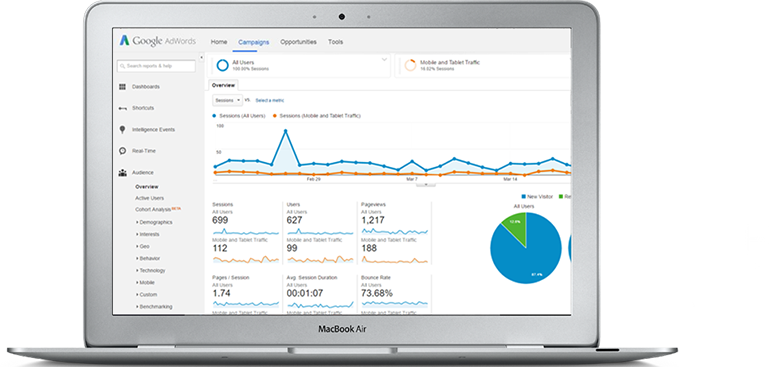 Google AdWords
Home Campaigns Opportunities Tools
Search reports & help
All Users
100.00% Sessions
Mobile and Tablet Traffic
16.02% Sessions
Overview
Sessions VS. Select a metric
Sessions (All Users) Sessions (Mobile and Tablet Traffic)
100
50
Feb 29 Mar 7 Mar 14
Dashboards
Shortcuts
Intelligence Events
Real-Time
Audience
Overview
Active Users
Cohort Analysis BETA
Demographics
Interests
Geo
Behavior
Technology
Mobile
Custom
Benchmarking
Sessions
All Users
699
Mobile and Tablet Traffic
112
Users
All Users
627
Mobile and Tablet Traffic
99
Pageviews
All Users
1,217
Mobile and Tablet Traffic
188
Pages / Session
All Users
1.74
Mobile and Tablet Traffic
Avg. Session Duration
All Users
00:01:07
Mobile and Tablet Traffic
Bounce Rate
All Users
73.68%
Mobile and Tablet Traffic
New Visitor Re
All Users
87.4%
MacBook Air